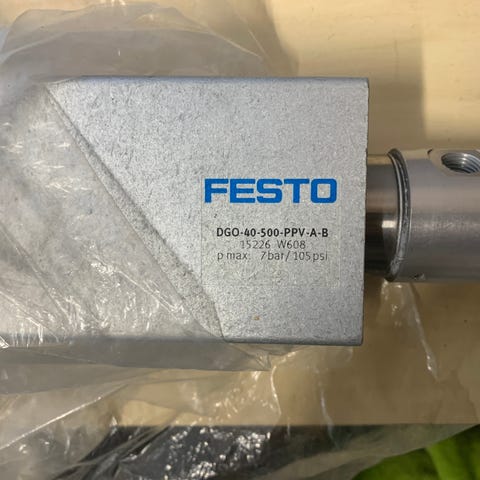 FESTO
DGO-40-500-PPV-A-B
15226 W608
p max: 7bar/105psi